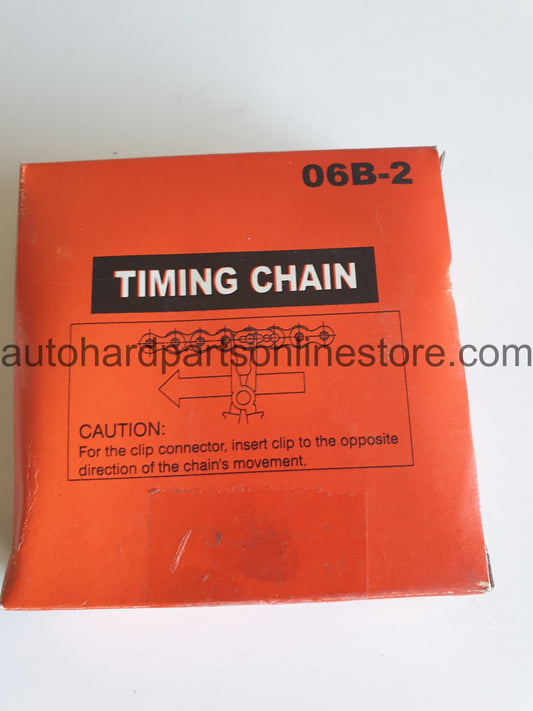 06B-2
TIMING CHAIN
autohardpartsonlinestore.com
CAUTION:
For the clip connector, insert clip to the opposite
direction of the chain's movement.